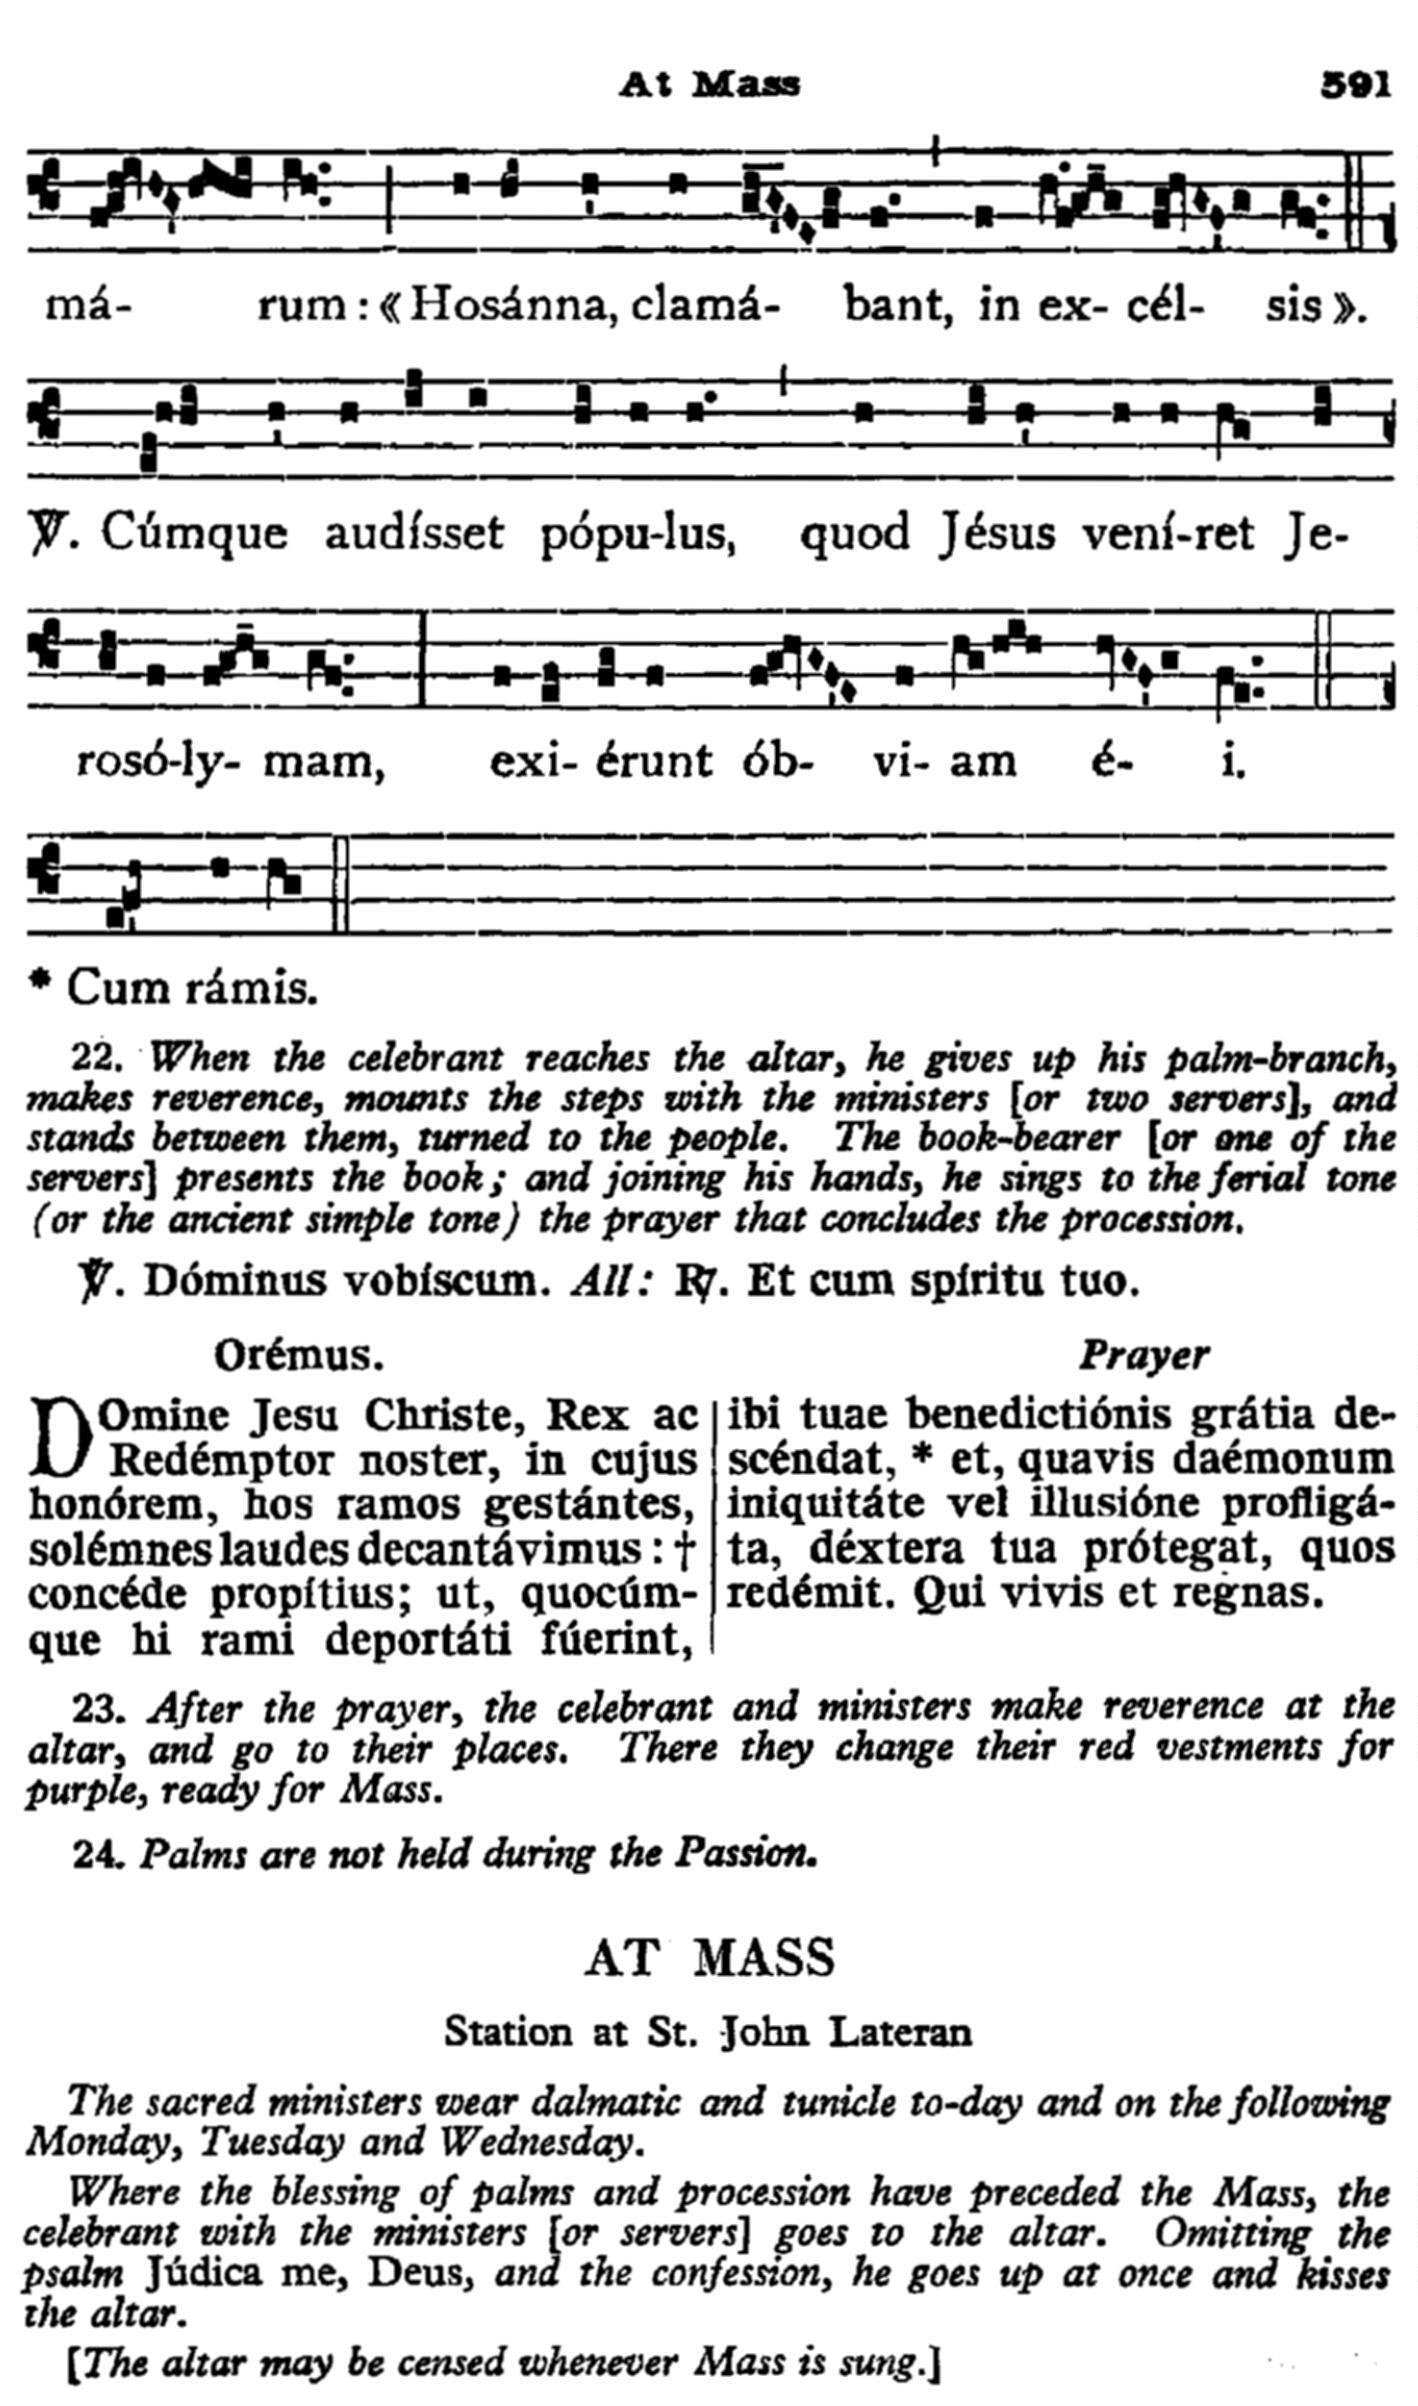 At Mass 591
má- rum : « Hosánna, clamá- bant, in ex- cél- sis ».
℣. Cúmque audísset pópu-lus, quod Jésus vení-ret Je-
rosó-ly- mam, exi- érunt ób- vi- am é- i.
* Cum rámis.
22. When the celebrant reaches the altar, he gives up his palm-branch,
makes reverence, mounts the steps with the ministers [or two servers], and
stands between them, turned to the people. The book-bearer [or one of the
servers] presents the book ; and joining his hands, he sings to the ferial tone
(or the ancient simple tone) the prayer that concludes the procession.
℣. Dóminus vobíscum. All: ℟. Et cum spíritu tuo.
Orémus. Prayer
DOmine Jesu Christe, Rex ac
Redémptor noster, in cujus
honórem, hos ramos gestántes,
solémnes laudes decantávimus : †
concéde propítius; ut, quocúm-
que hi rami deportáti fúerint,
ibi tuae benedictiónis grátia de-
scéndat, * et, quavis daémonum
iniquitáte vel illusióne profligá-
ta, déxtera tua prótegat, quos
redémit. Qui vivis et regnas.
23. After the prayer, the celebrant and ministers make reverence at the
altar, and go to their places. There they change their red vestments for
purple, ready for Mass.
24. Palms are not held during the Passion.
AT MASS
Station at St. John Lateran
The sacred ministers wear dalmatic and tunicle to-day and on the following
Monday, Tuesday and Wednesday.
Where the blessing of palms and procession have preceded the Mass, the
celebrant with the ministers [or servers] goes to the altar. Omitting the
psalm Júdica me, Deus, and the confession, he goes up at once and kisses
the altar.
[The altar may be censed whenever Mass is sung.]